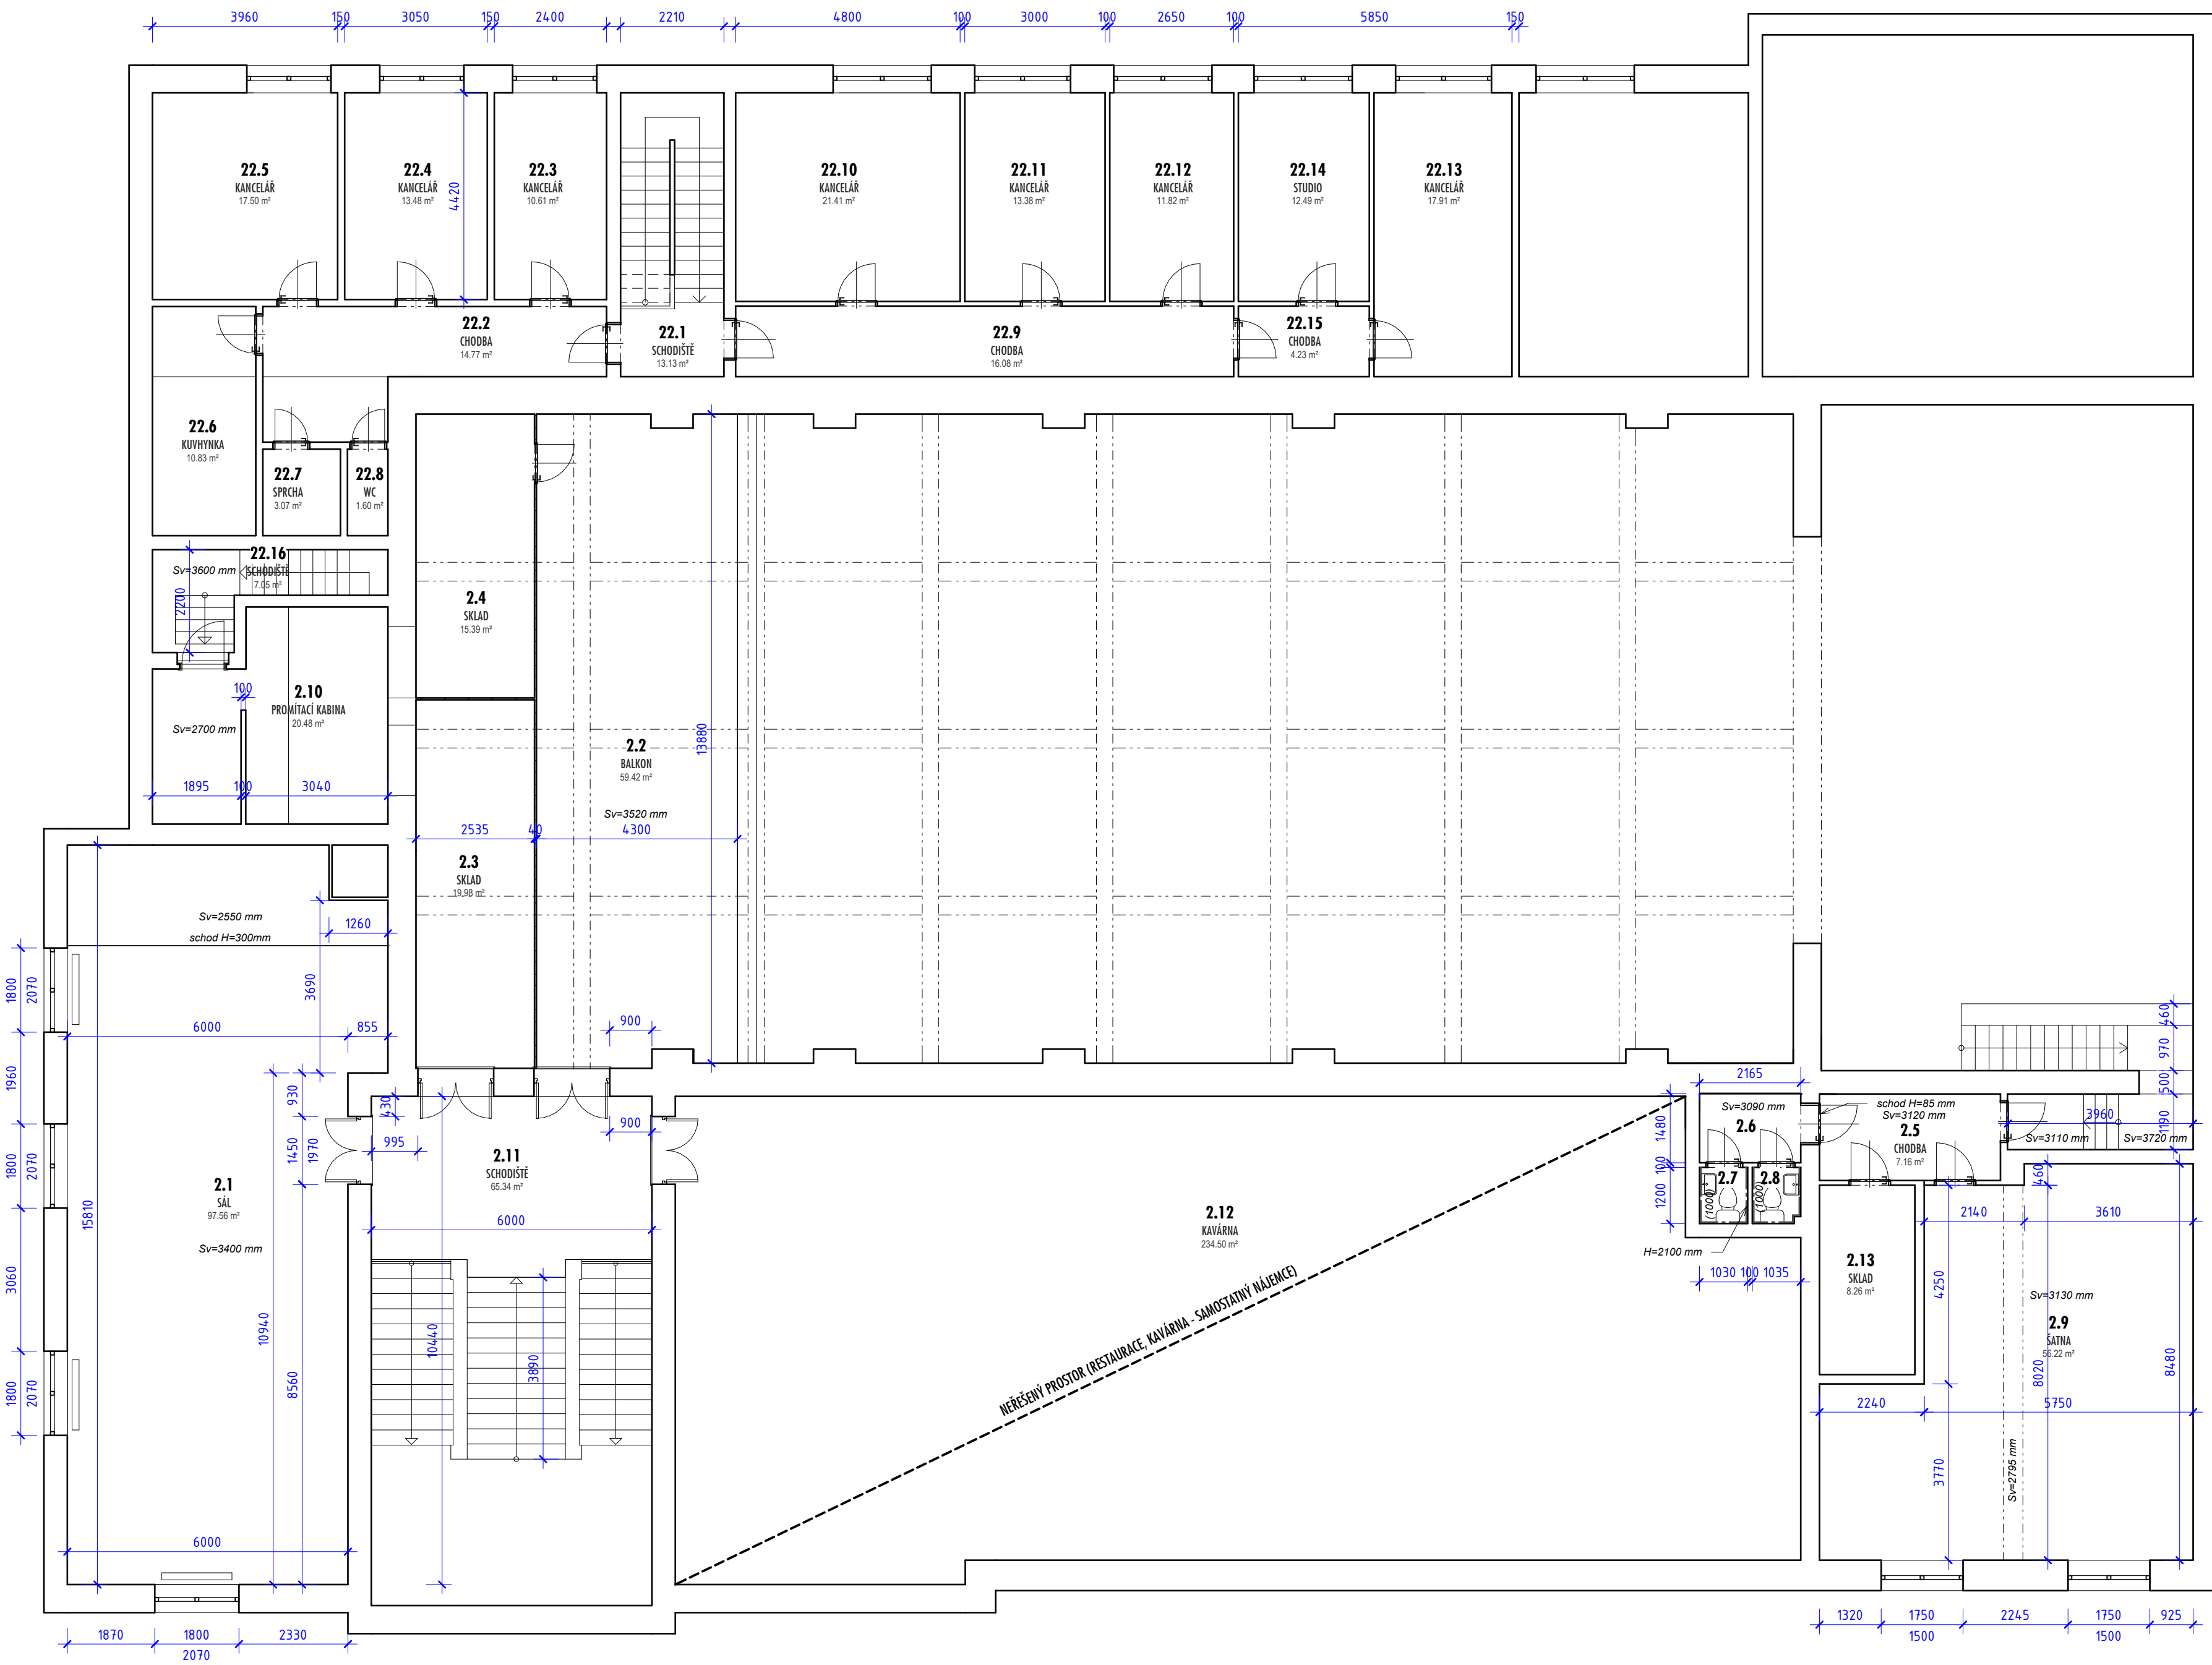 3960 150 3050 150 2400 2210 4800 100 3000 100 2650 100 5850 150
22.5
KANCELÁŘ
17.50 m²
22.4
KANCELÁŘ
13.48 m²
4420
22.3
KANCELÁŘ
10.61 m²
22.10
KANCELÁŘ
21.41 m²
22.11
KANCELÁŘ
13.38 m²
22.12
KANCELÁŘ
11.82 m²
22.14
STUDIO
12.49 m²
22.13
KANCELÁŘ
17.91 m²
22.2
CHODBA
14.77 m²
22.1
SCHODIŠTĚ
13.13 m²
22.9
CHODBA
16.08 m²
22.15
CHODBA
4.23 m²
22.6
KUVHYNKA
10.83 m²
22.7
SPRCHA
3.07 m²
22.8
WC
1.60 m²
22.16
SCHODIŠTĚ
7.05 m²
Sv=3600 mm
2200
2.4
SKLAD
15.39 m²
100
2.10
PROMÍTACÍ KABINA
20.48 m²
Sv=2700 mm
1895 100 3040
2.2
BALKON
59.42 m²
Sv=3520 mm
13880
2535 40 4300
2.3
SKLAD
19.98 m²
Sv=2550 mm
schod H=300mm
1260
3690
6000 855
900
1800
2070
1960
1800
2070
3060
1800
2070
15810
930
1450
1970
430
995
900
2.11
SCHODIŠTĚ
65.34 m²
6000
2.1
SÁL
97.56 m²
Sv=3400 mm
10940
8560
10440
3890
6000
1870 1800 2330
2070
2.12
KAVÁRNA
234.50 m²
NEŘEŠENÝ PROSTOR (RESTAURACE, KAVÁRNA - SAMOSTATNÝ NÁJEMCE)
2165
Sv=3090 mm
2.6
1480
100
1200
2.7
(1000)
2.8
(1000)
H=2100 mm
1030 100 1035
schod H=85 mm
Sv=3120 mm
2.5
CHODBA
7.16 m²
460
970
500
1190
3960
Sv=3110 mm
Sv=3720 mm
460
2140 3610
2.13
SKLAD
8.26 m²
4250
Sv=3130 mm
2.9
ŠATNA
56.22 m²
8020
8480
2240 5750
3770
Sv=2795 mm
1320 1750 2245 1750 925
1500 1500